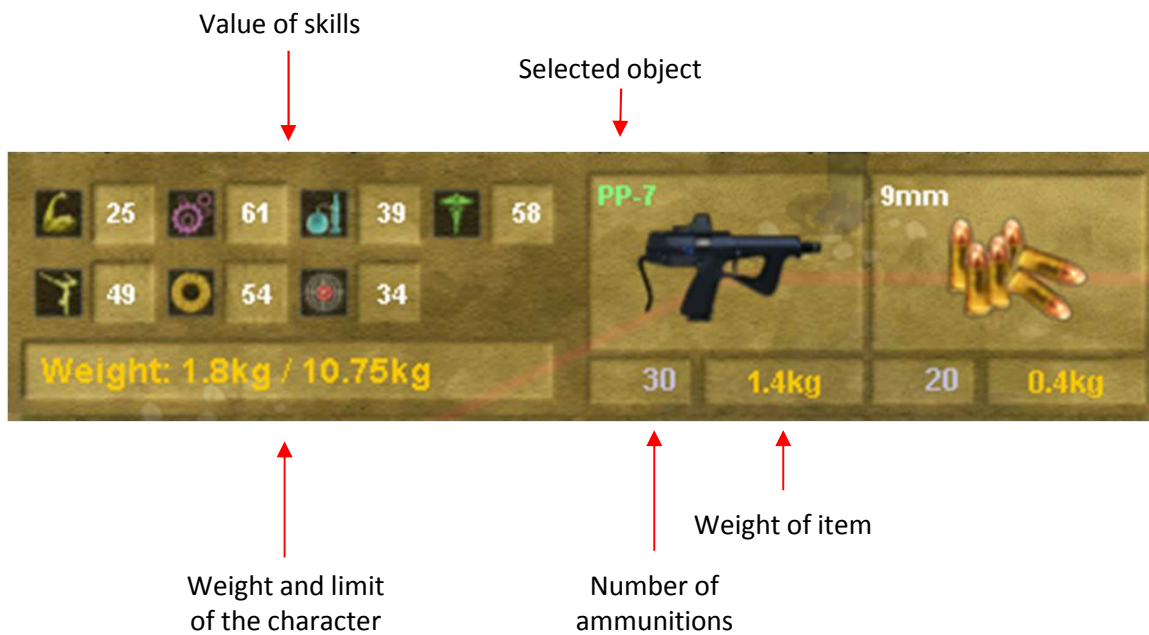 Value of skills
Selected object
25 61 39 58
PP-7
9mm
49 54 34
Weight: 1.8kg / 10.75kg
30 1.4kg 20 0.4kg
Weight of item
Weight and limit
of the character
Number of
ammunitions